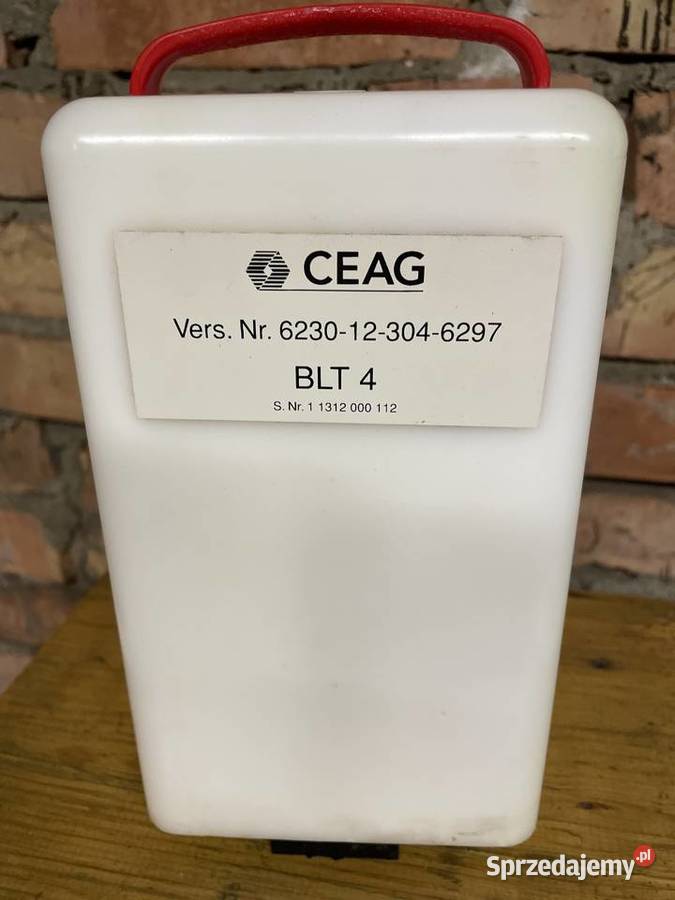 CEAG
Vers. Nr. 6230-12-304-6297
BLT 4
S. Nr. 1 1312 000 112
Sprzedajemy.pl